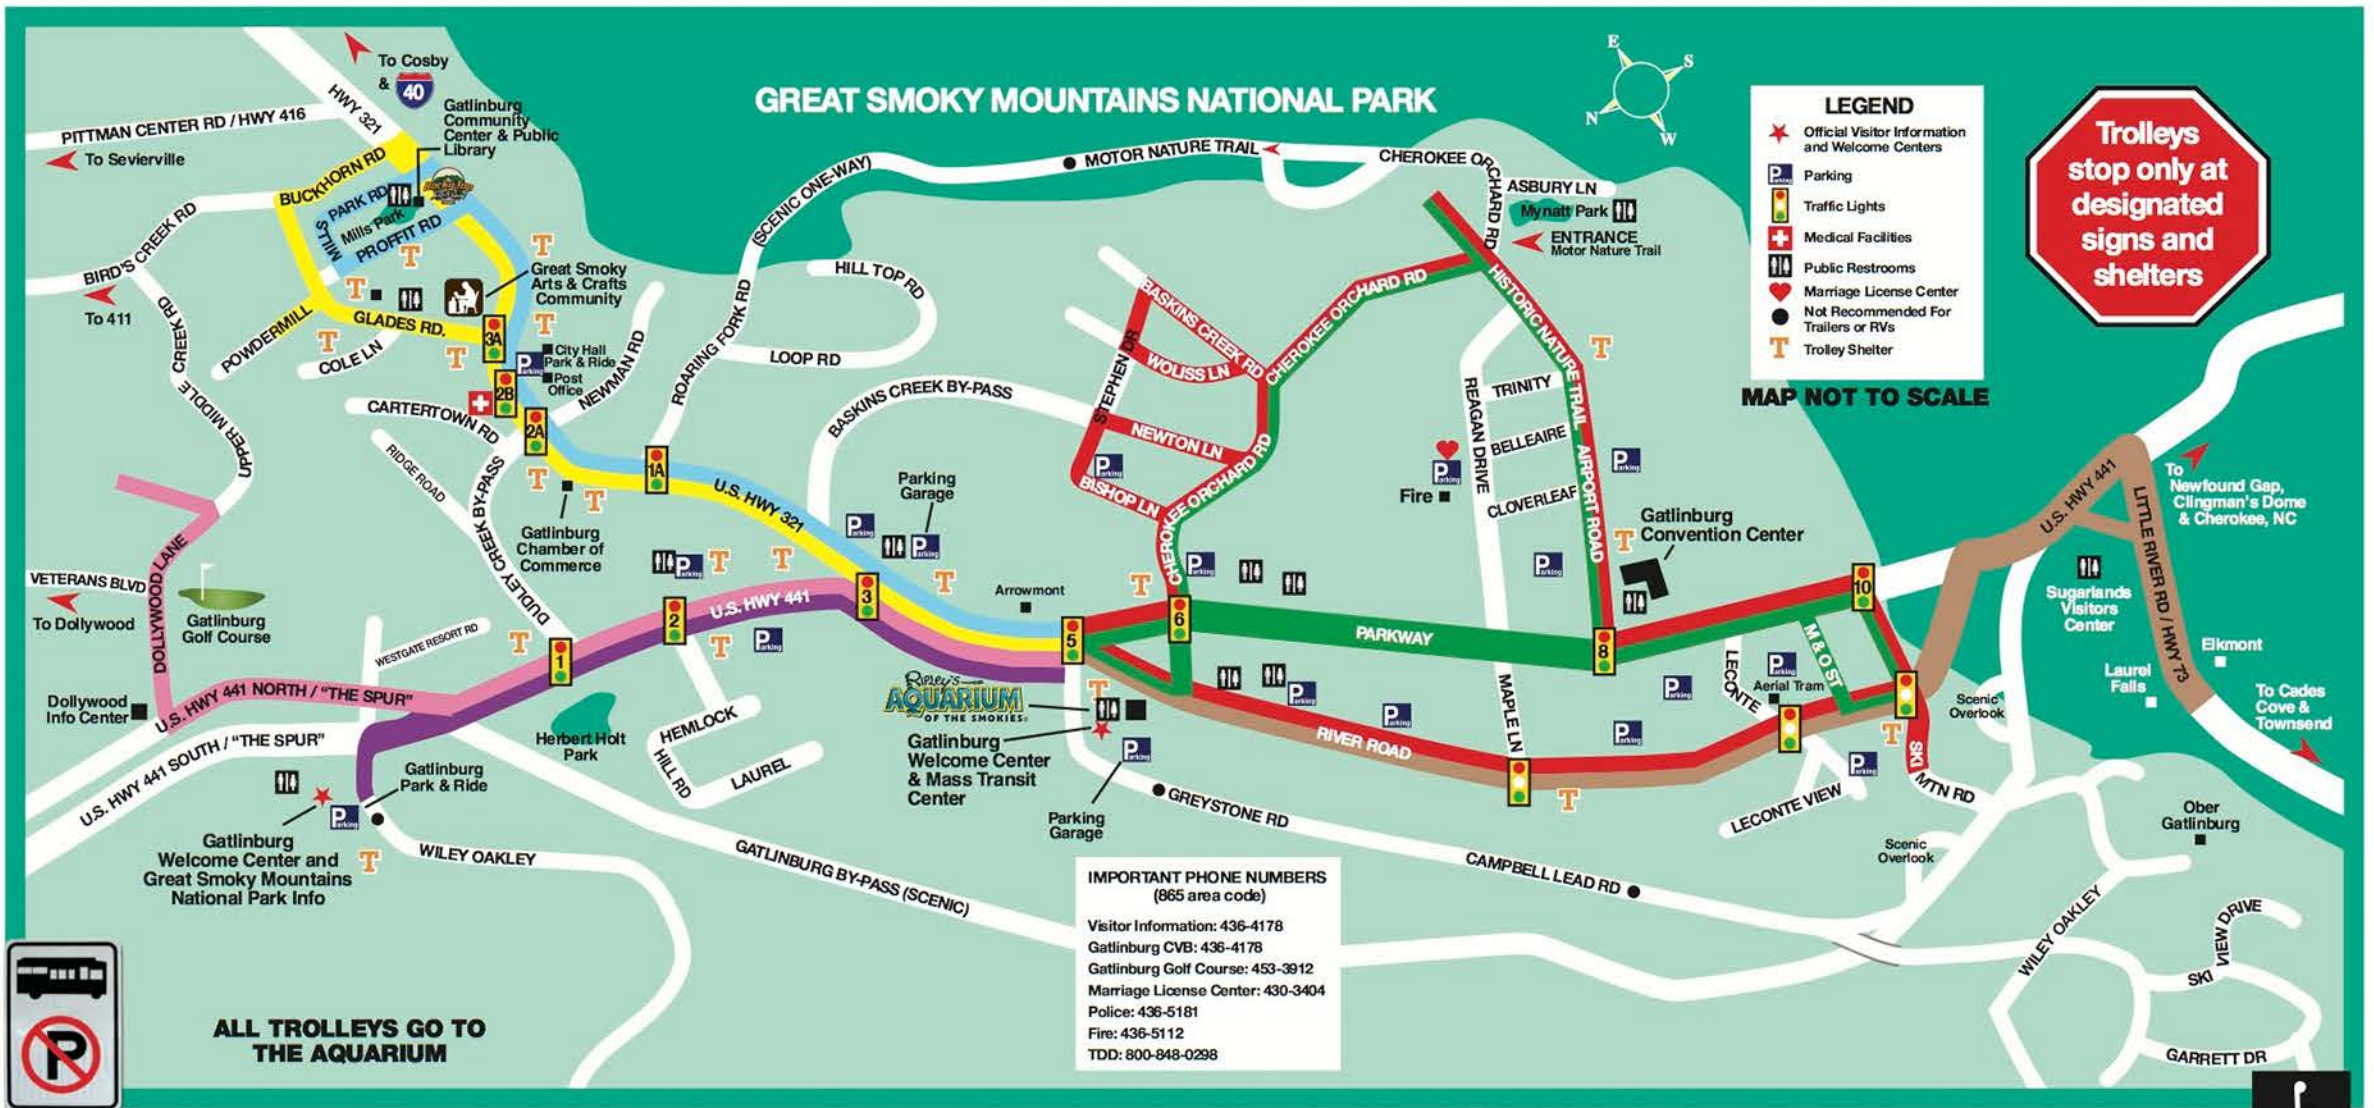 GREAT SMOKY MOUNTAINS NATIONAL PARK
To Cosby
&
40
HWY 321
PITTMAN CENTER RD / HWY 416
To Sevierville
Gatlinburg
Community
Center & Public
Library
BUCKHORN RD
PARK RD
MILLS
Mills Park
PROFFIT RD
BIRD'S CREEK RD
To 411
UPPER MIDDLE CREEK RD
POWDERMILL
GLADES RD.
COLE LN
Great Smoky
Arts & Crafts
Community
3A
City Hall
Park & Ride
Post
Office
2B
2A
1A
CARTERTOWN RD
NEWMAN RD
RIDGE ROAD
DUDLEY CREEK BY-PASS
ROARING FORK RD
(SCENIC ONE-WAY)
MOTOR NATURE TRAIL
HILL TOP RD
LOOP RD
BASKINS CREEK BY-PASS
U.S. HWY 321
Gatlinburg
Chamber of
Commerce
Parking
Garage
Arrowmont
VETERANS BLVD
To Dollywood
DOLLYWOOD LANE
Gatlinburg
Golf Course
WESTGATE RESORT RD
Dollywood
Info Center
U.S. HWY 441 NORTH / "THE SPUR"
U.S. HWY 441 SOUTH / "THE SPUR"
1
2
3
5
6
8
10
U.S. HWY 441
Herbert Holt
Park
HEMLOCK
HILL RD
LAUREL
Gatlinburg
Park & Ride
Gatlinburg
Welcome Center and
Great Smoky Mountains
National Park Info
WILEY OAKLEY
GATLINBURG BY-PASS (SCENIC)
Ripley's
AQUARIUM
OF THE SMOKIES
Gatlinburg
Welcome Center
& Mass Transit
Center
Parking
Garage
GREYSTONE RD
CAMPBELL LEAD RD
STEPHEN DR
BASKINS CREEK RD
WOLISS LN
NEWTON LN
BISHOP LN
CHEROKEE ORCHARD RD
CHEROKEE ORCHARD RD
CHEROKEE
CHEROKEE ORCHARD RD
ASBURY LN
Mynatt Park
ENTRANCE
Motor Nature Trail
HISTORIC NATURE TRAIL
AIRPORT ROAD
REAGAN DRIVE
TRINITY
BELLEAIRE
CLOVERLEAF
Fire
Gatlinburg
Convention Center
PARKWAY
RIVER ROAD
MAPLE LN
LECONTE
Aerial Tram
M & O ST
LECONTE VIEW
SKI
MTN RD
Scenic
Overlook
Scenic
Overlook
U.S. HWY 441
LITTLE RIVER RD / HWY 73
To
Newfound Gap,
Clingman's Dome
& Cherokee, NC
Sugarlands
Visitors
Center
Elkmont
Laurel
Falls
To Cades
Cove &
Townsend
Ober
Gatlinburg
WILEY OAKLEY
SKI
VIEW DRIVE
GARRETT DR
E
S
N
W
LEGEND
Official Visitor Information
and Welcome Centers
Parking
Traffic Lights
Medical Facilities
Public Restrooms
Marriage License Center
Not Recommended For
Trailers or RVs
Trolley Shelter
MAP NOT TO SCALE
Trolleys
stop only at
designated
signs and
shelters
IMPORTANT PHONE NUMBERS
(865 area code)
Visitor Information: 436-4178
Gatlinburg CVB: 436-4178
Gatlinburg Golf Course: 453-3912
Marriage License Center: 430-3404
Police: 436-5181
Fire: 436-5112
TDD: 800-848-0298
ALL TROLLEYS GO TO
THE AQUARIUM
P